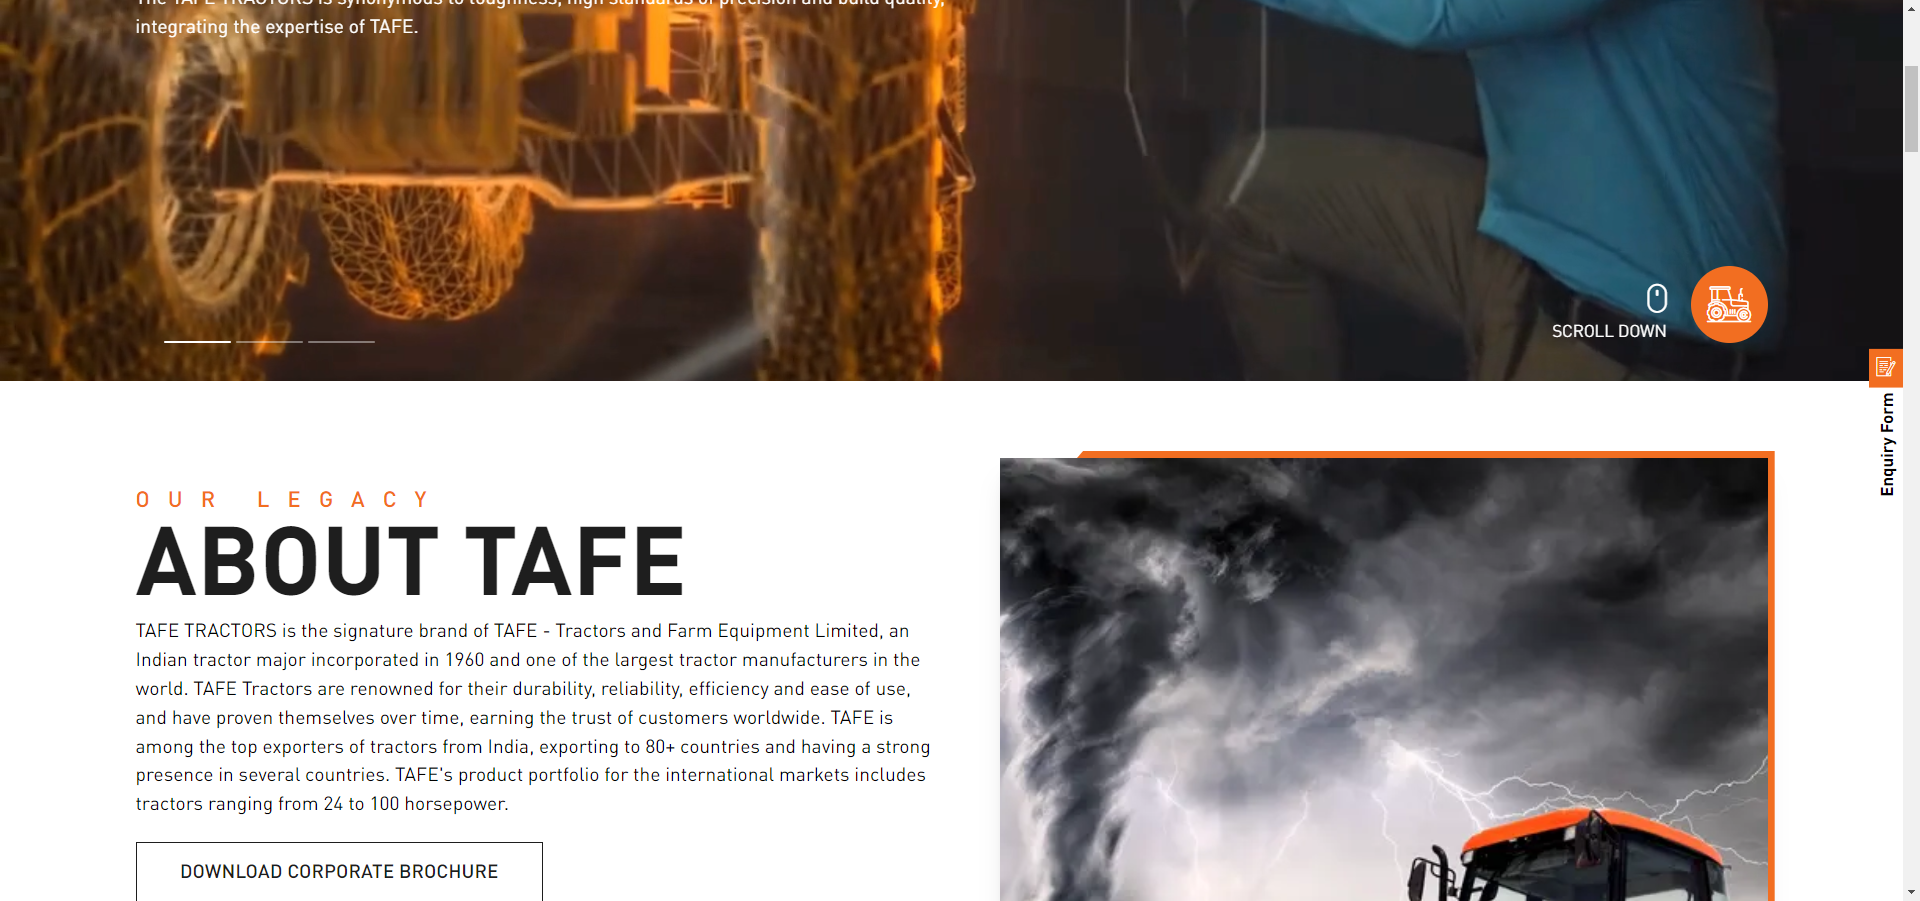 The TAFE TRACTORS is synonymous to toughness, high standards of precision and build quality,
integrating the expertise of TAFE.
SCROLL DOWN
Enquiry Form
OUR LEGACY
ABOUT TAFE
TAFE TRACTORS is the signature brand of TAFE - Tractors and Farm Equipment Limited, an
Indian tractor major incorporated in 1960 and one of the largest tractor manufacturers in the
world. TAFE Tractors are renowned for their durability, reliability, efficiency and ease of use,
and have proven themselves over time, earning the trust of customers worldwide. TAFE is
among the top exporters of tractors from India, exporting to 80+ countries and having a strong
presence in several countries. TAFE's product portfolio for the international markets includes
tractors ranging from 24 to 100 horsepower.
DOWNLOAD CORPORATE BROCHURE